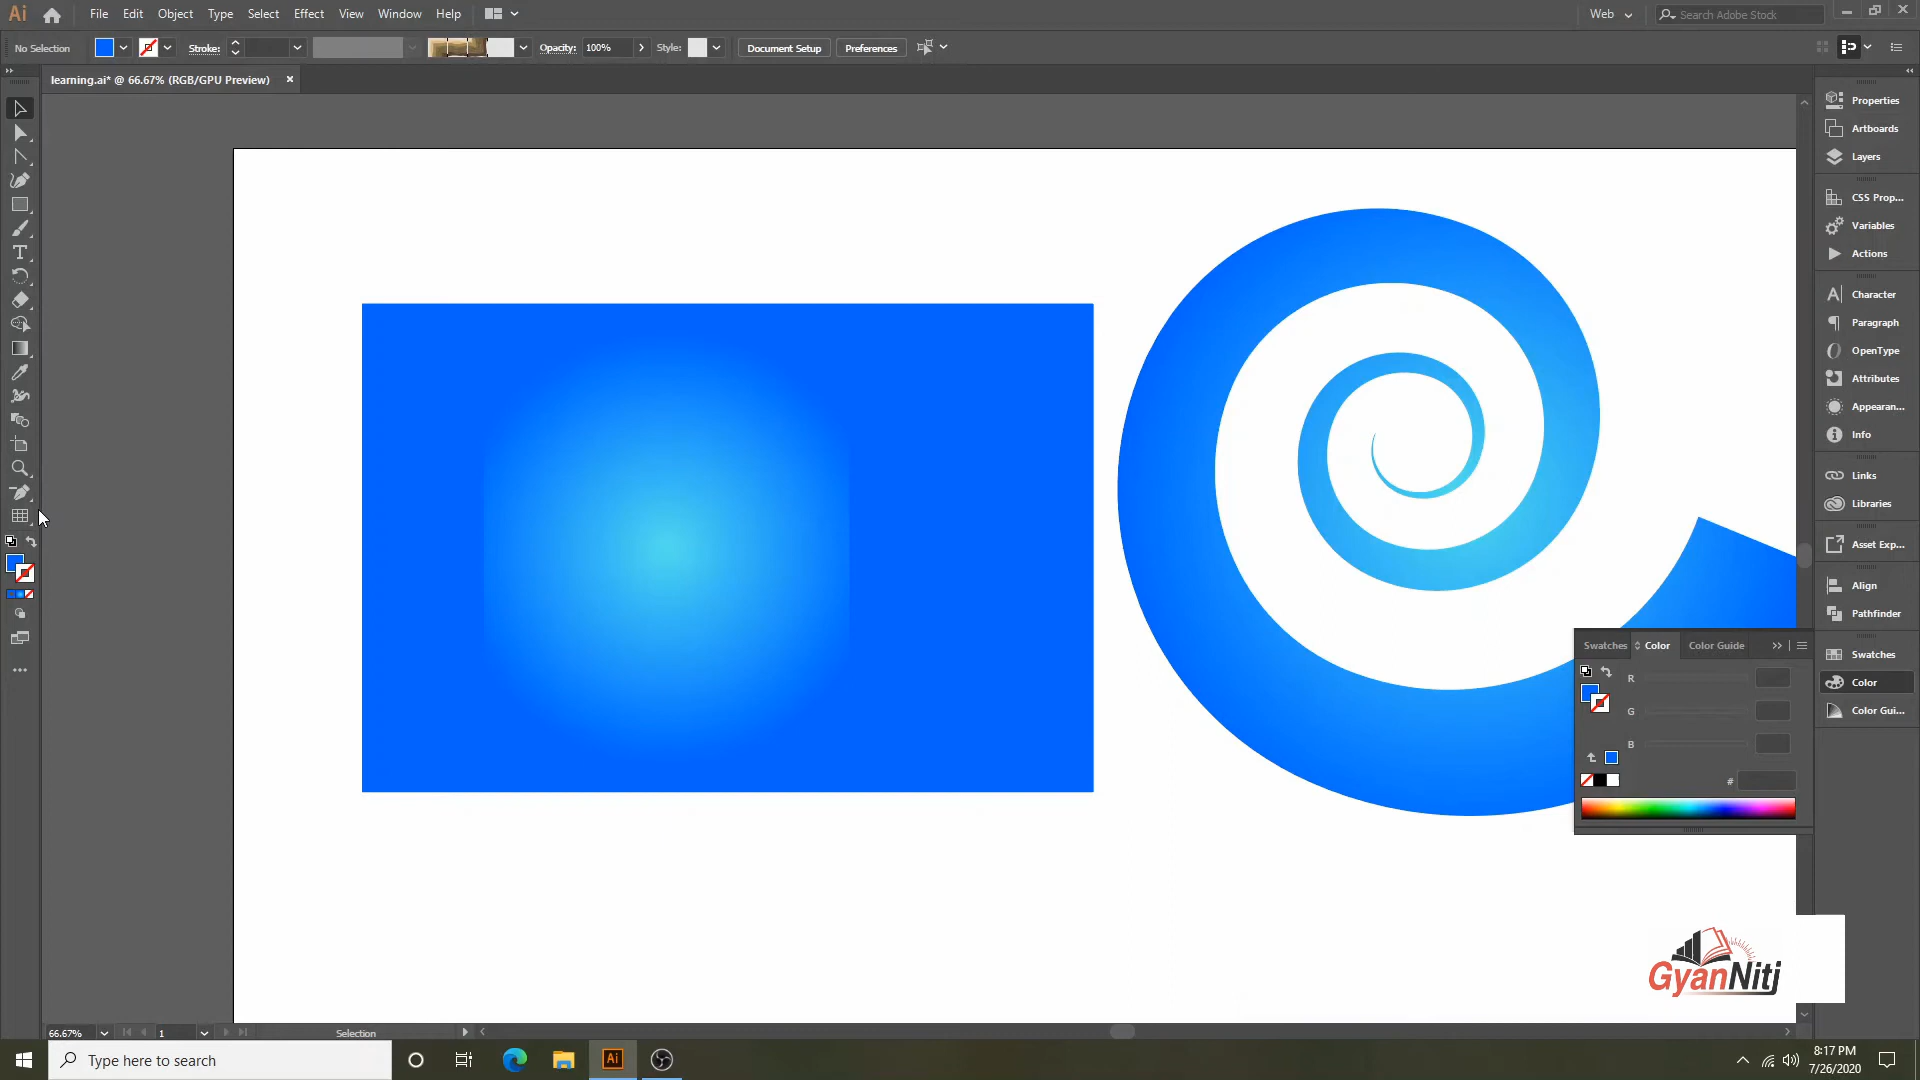 Ai File Edit Object Type Select Effect View Window Help Web Search Adobe Stock
No Selection Stroke: Opacity: 100% Style: Document Setup Preferences
learning.ai* @ 66.67% (RGB/GPU Preview)
Properties
Artboards
Layers
CSS Prop...
Variables
Actions
Character
Paragraph
OpenType
Attributes
Appearan...
Info
Links
Libraries
Asset Exp...
Align
Pathfinder
Swatches
Color
Color Gui...
Swatches Color Color Guide
R
G
B
#
GyanNiti
66.67% 1 Selection
Type here to search
Ai
8:17 PM
7/26/2020